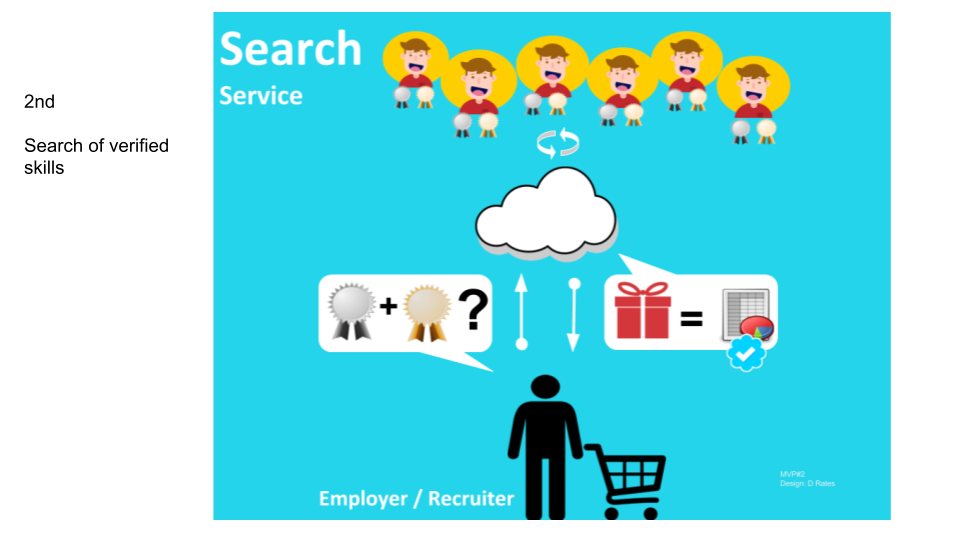 2nd
Search of verified
skills
Search
Service
+
?
=
Employer / Recruiter
MVP#2
Design: D Rates